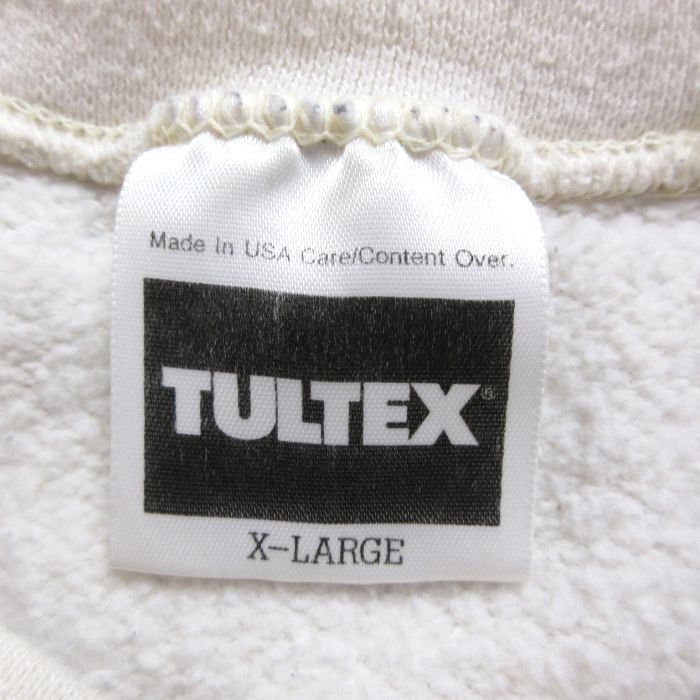 Made In USA Care/Content Over.
TULTEX®
X-LARGE